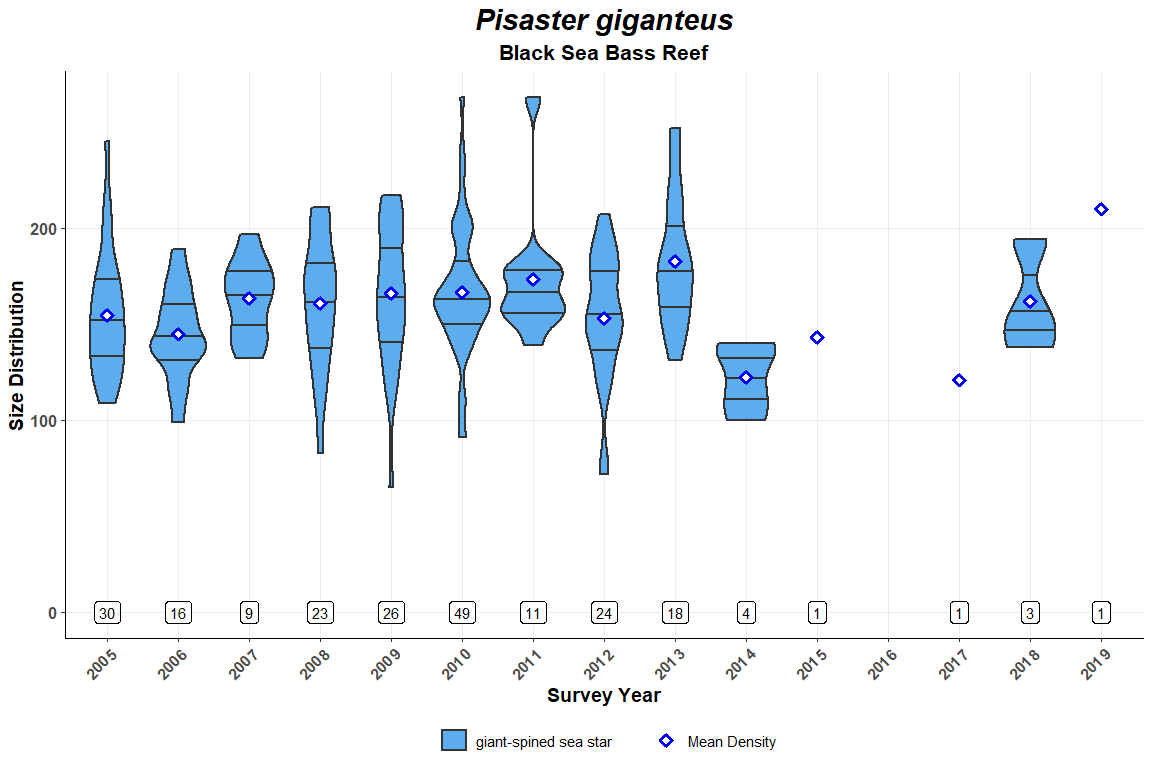 Pisaster giganteus
Black Sea Bass Reef
Size Distribution
200
100
0
30 16 9 23 26 49 11 24 18 4 1 1 3 1
2005 2006 2007 2008 2009 2010 2011 2012 2013 2014 2015 2016 2017 2018 2019
Survey Year
giant-spined sea star Mean Density